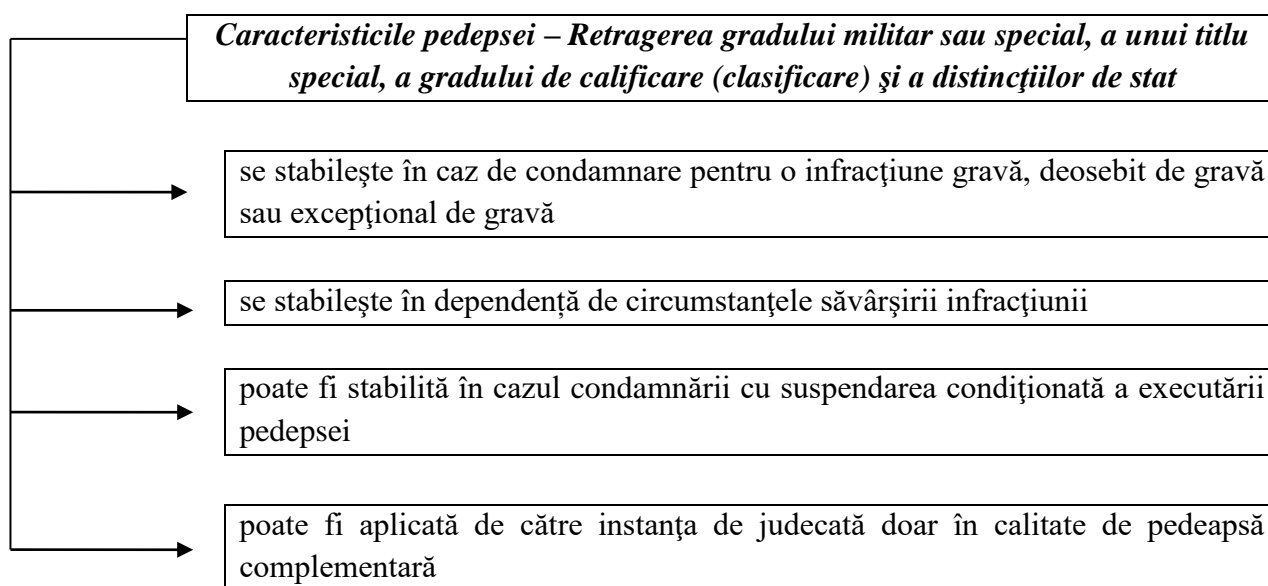 Caracteristicile pedepsei – Retragerea gradului militar sau special, a unui titlu
special, a gradului de calificare (clasificare) şi a distincţiilor de stat
se stabileşte în caz de condamnare pentru o infracţiune gravă, deosebit de gravă
sau excepţional de gravă
se stabileşte în dependență de circumstanţele săvârşirii infracţiunii
poate fi stabilită în cazul condamnării cu suspendarea condiţionată a executării
pedepsei
poate fi aplicată de către instanţa de judecată doar în calitate de pedeapsă
complementară